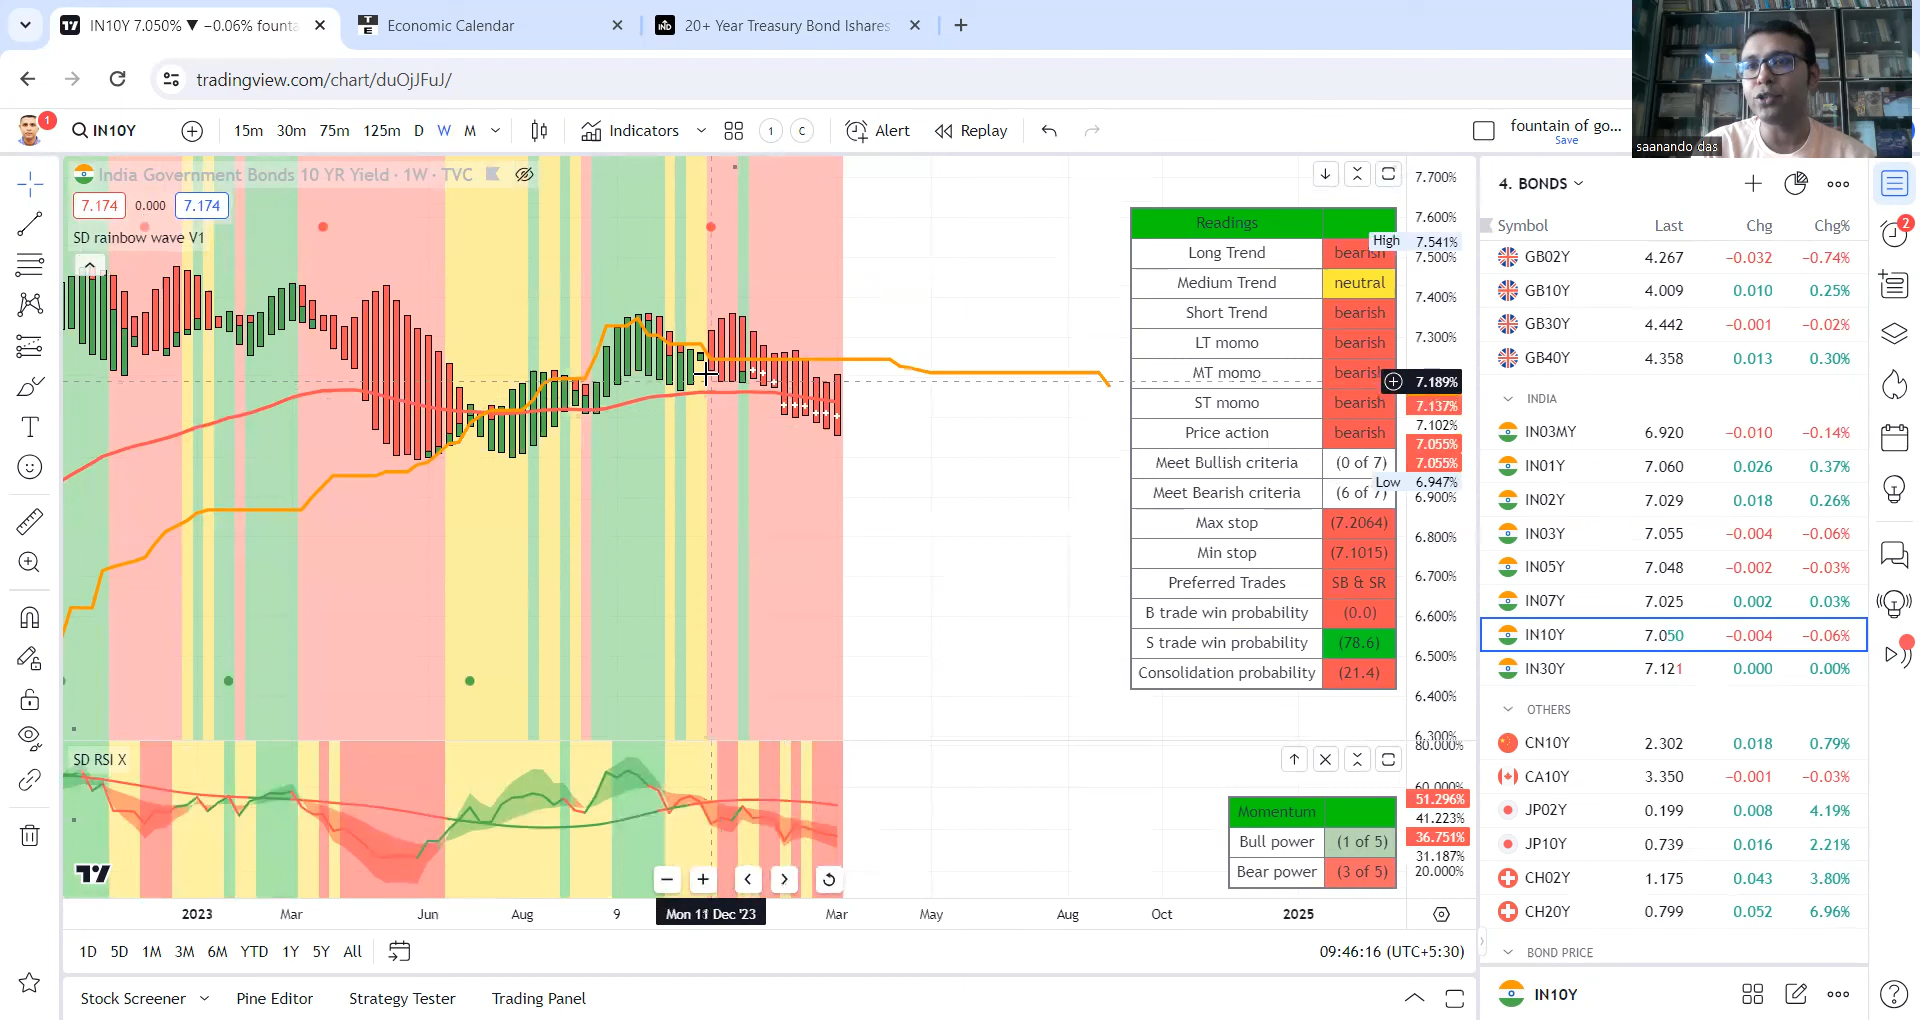 IN10Y 7.050% ▼ −0.06% founta
Economic Calendar
IND 20+ Year Treasury Bond Ishares
tradingview.com/chart/duOjJFuJ/
1 IN10Y 15m 30m 75m 125m D W M Indicators 1 C Alert Replay fountain of go...
Save
saanando das
India Government Bonds 10 YR Yield · 1W · TVC
7.174 0.000 7.174
SD rainbow wave V1
Readings
Long Trend bearish
Medium Trend neutral
Short Trend bearish
LT momo bearish
MT momo bearish
ST momo bearish
Price action bearish
Meet Bullish criteria (0 of 7)
Meet Bearish criteria (6 of 7)
Max stop (7.2064)
Min stop (7.1015)
Preferred Trades SB & SR
B trade win probability (0.0)
S trade win probability (78.6)
Consolidation probability (21.4)
7.700%
7.600%
High 7.541%
7.500%
7.400%
7.300%
7.189%
7.137%
7.102%
7.055%
7.055%
Low 6.947%
6.900%
6.800%
6.700%
6.600%
6.500%
6.400%
6.300%
SD RSI X
Momentum
Bull power (1 of 5)
Bear power (3 of 5)
80.000%
60.000%
51.296%
41.223%
36.751%
31.187%
20.000%
2023 Mar Jun Aug 9 Mon 11 Dec '23 Mar May Aug Oct 2025
1D 5D 1M 3M 6M YTD 1Y 5Y All 09:46:16 (UTC+5:30)
Stock Screener Pine Editor Strategy Tester Trading Panel
4. BONDS
Symbol Last Chg Chg%
GB02Y 4.267 −0.032 −0.74%
GB10Y 4.009 0.010 0.25%
GB30Y 4.442 −0.001 −0.02%
GB40Y 4.358 0.013 0.30%
INDIA
IN03MY 6.920 −0.010 −0.14%
IN01Y 7.060 0.026 0.37%
IN02Y 7.029 0.018 0.26%
IN03Y 7.055 −0.004 −0.06%
IN05Y 7.048 −0.002 −0.03%
IN07Y 7.025 0.002 0.03%
IN10Y 7.050 −0.004 −0.06%
IN30Y 7.121 0.000 0.00%
OTHERS
CN10Y 2.302 0.018 0.79%
CA10Y 3.350 −0.001 −0.03%
JP02Y 0.199 0.008 4.19%
JP10Y 0.739 0.016 2.21%
CH02Y 1.175 0.043 3.80%
CH20Y 0.799 0.052 6.96%
BOND PRICE
IN10Y
2